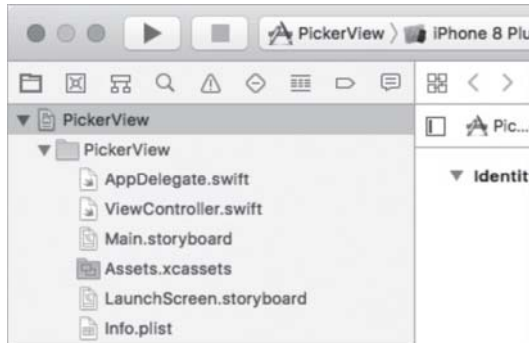 PickerView
iPhone 8 Plu
PickerView
Pic...
PickerView
Identit
AppDelegate.swift
ViewController.swift
Main.storyboard
Assets.xcassets
LaunchScreen.storyboard
Info.plist